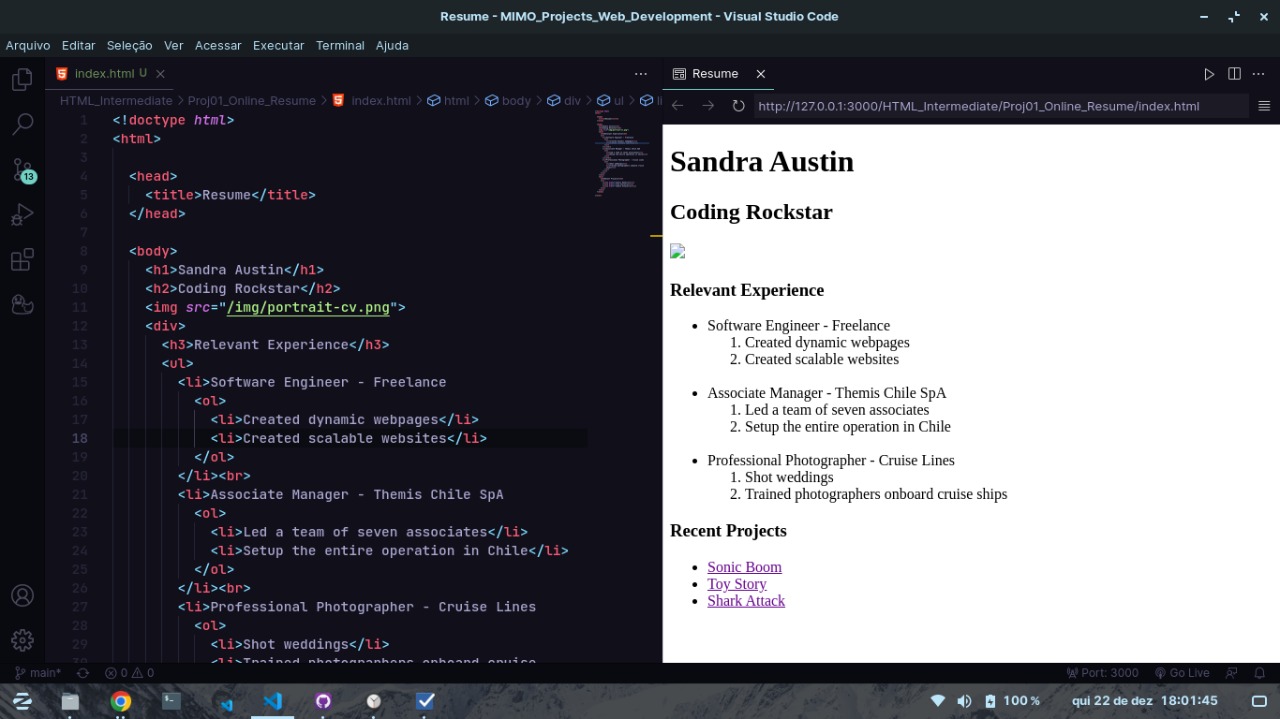 Resume - MIMO_Projects_Web_Development - Visual Studio Code
Arquivo Editar Seleção Ver Acessar Executar Terminal Ajuda
index.html U
HTML_Intermediate > Proj01_Online_Resume > index.html > html > body > div > ul > li
1 <!doctype html>
2 <html>
3
4 <head>
5 <title>Resume</title>
6 </head>
7
8 <body>
9 <h1>Sandra Austin</h1>
10 <h2>Coding Rockstar</h2>
11 <img src="/img/portrait-cv.png">
12 <div>
13 <h3>Relevant Experience</h3>
14 <ul>
15 <li>Software Engineer - Freelance
16 <ol>
17 <li>Created dynamic webpages</li>
18 <li>Created scalable websites</li>
19 </ol>
20 </li><br>
21 <li>Associate Manager - Themis Chile SpA
22 <ol>
23 <li>Led a team of seven associates</li>
24 <li>Setup the entire operation in Chile</li>
25 </ol>
26 </li><br>
27 <li>Professional Photographer - Cruise Lines
28 <ol>
29 <li>Shot weddings</li>
30 <li>Trained photographers onboard cruise
13
Resume
http://127.0.0.1:3000/HTML_Intermediate/Proj01_Online_Resume/index.html
Sandra Austin
Coding Rockstar
Relevant Experience
• Software Engineer - Freelance
1. Created dynamic webpages
2. Created scalable websites
• Associate Manager - Themis Chile SpA
1. Led a team of seven associates
2. Setup the entire operation in Chile
• Professional Photographer - Cruise Lines
1. Shot weddings
2. Trained photographers onboard cruise ships
Recent Projects
• Sonic Boom
• Toy Story
• Shark Attack
main* 0 0 Port: 3000 Go Live
100 % qui 22 de dez 18:01:45